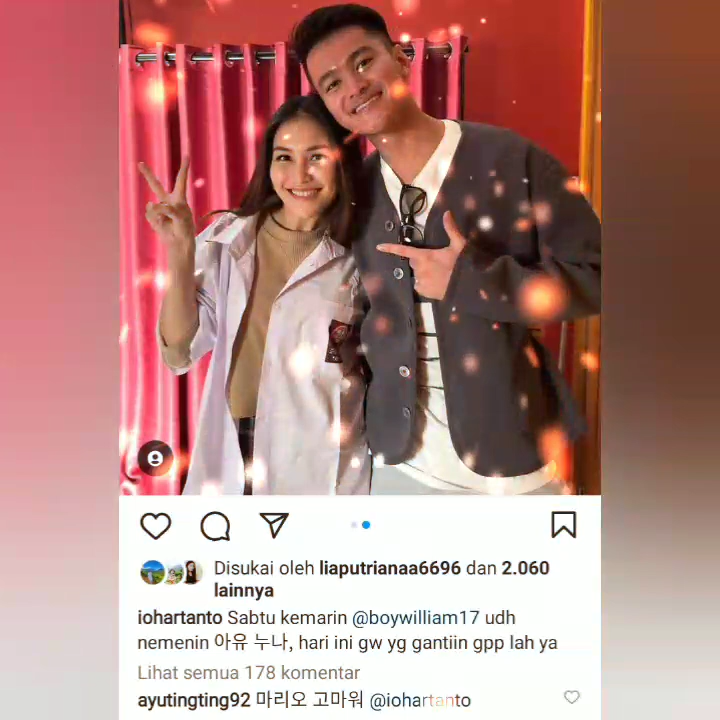 Disukai oleh liaputrianaa6696 dan 2.060
lainnya
iohartanto Sabtu kemarin @boywilliam17 udh
nemenin 아유 누나, hari ini gw yg gantiin gpp lah ya
Lihat semua 178 komentar
ayutingting92 마리오 고마워 @iohartanto